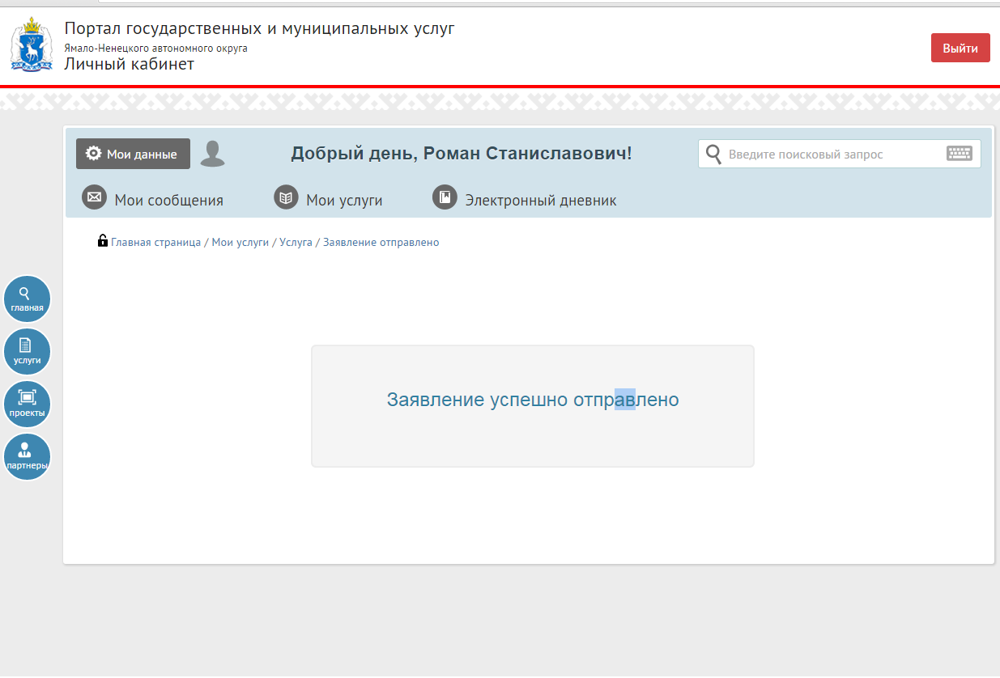 Портал государственных и муниципальных услуг
Ямало-Ненецкого автономного округа
Личный кабинет
Выйти
Мои данные
Добрый день, Роман Станиславович!
Введите поисковый запрос
Мои сообщения
Мои услуги
Электронный дневник
Главная страница / Мои услуги / Услуга / Заявление отправлено
главная
услуги
проекты
партнеры
Заявление успешно отправлено